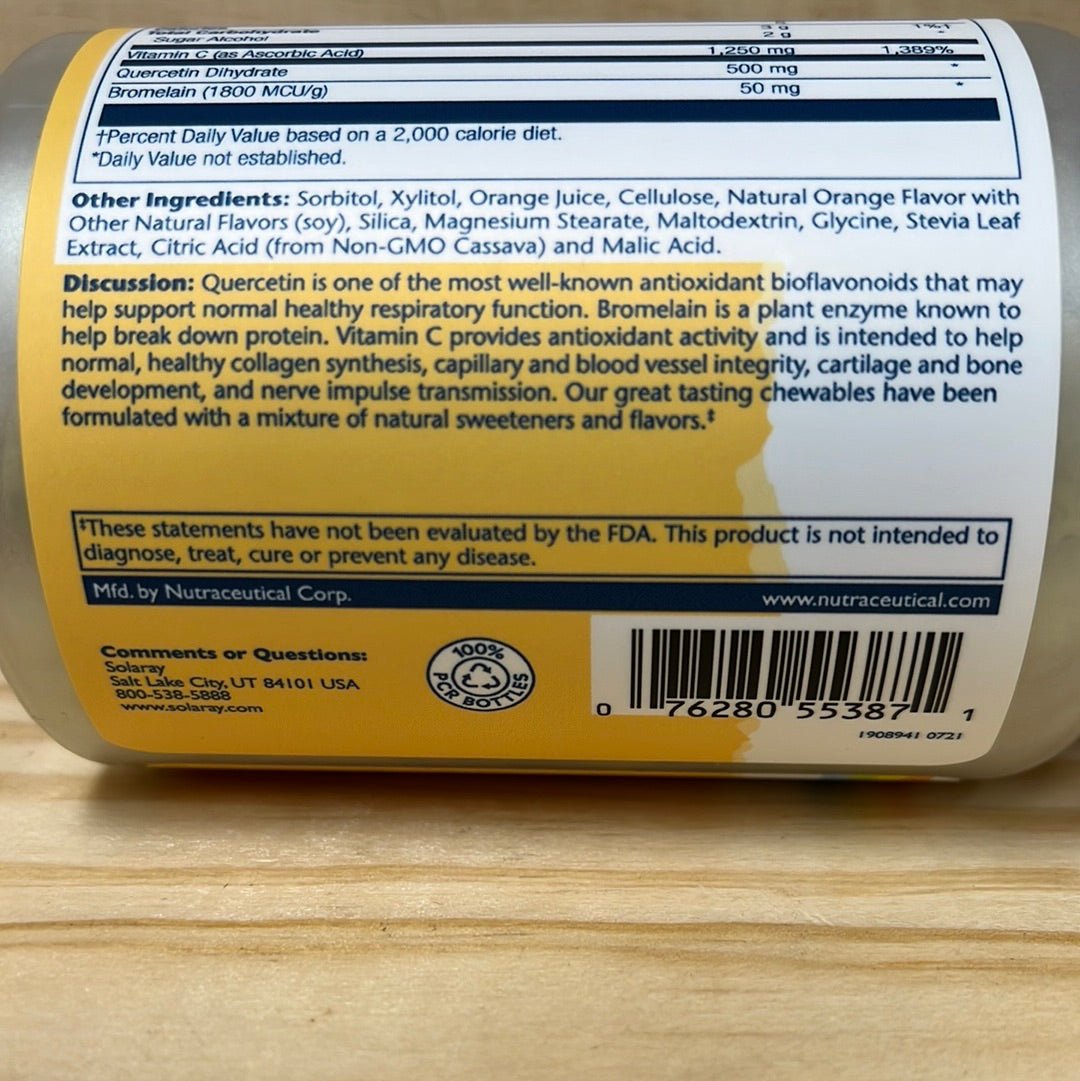 Total Carbohydrate 3 g 1%†
Sugar Alcohol 2 g *
Vitamin C (as Ascorbic Acid) 1,250 mg 1,389%
Quercetin Dihydrate 500 mg *
Bromelain (1800 MCU/g) 50 mg *
†Percent Daily Value based on a 2,000 calorie diet.
*Daily Value not established.
Other Ingredients: Sorbitol, Xylitol, Orange Juice, Cellulose, Natural Orange Flavor with
Other Natural Flavors (soy), Silica, Magnesium Stearate, Maltodextrin, Glycine, Stevia Leaf
Extract, Citric Acid (from Non-GMO Cassava) and Malic Acid.
Discussion: Quercetin is one of the most well-known antioxidant bioflavonoids that may
help support normal healthy respiratory function. Bromelain is a plant enzyme known to
help break down protein. Vitamin C provides antioxidant activity and is intended to help
normal, healthy collagen synthesis, capillary and blood vessel integrity, cartilage and bone
development, and nerve impulse transmission. Our great tasting chewables have been
formulated with a mixture of natural sweeteners and flavors.‡
‡These statements have not been evaluated by the FDA. This product is not intended to
diagnose, treat, cure or prevent any disease.
Mfd. by Nutraceutical Corp. www.nutraceutical.com
Comments or Questions:
Solaray
Salt Lake City, UT 84101 USA
800-538-5888
www.solaray.com
100%
PCR BOTTLES
0 76280 55387 1
1908941 0721